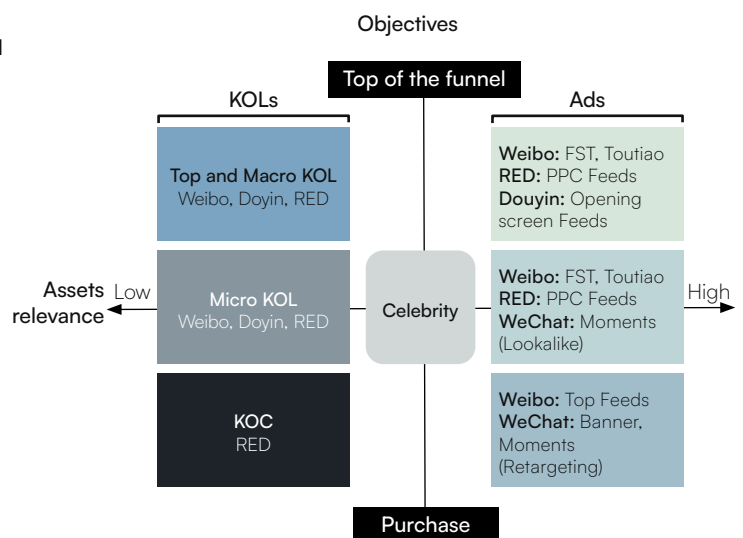 Objectives
Top of the funnel
KOLs
Ads
Top and Macro KOL
Weibo, Doyin, RED
Weibo: FST, Toutiao
RED: PPC Feeds
Douyin: Opening
screen Feeds
Assets
relevance
Low
Micro KOL
Weibo, Doyin, RED
Celebrity
Weibo: FST, Toutiao
RED: PPC Feeds
WeChat: Moments
(Lookalike)
High
KOC
RED
Weibo: Top Feeds
WeChat: Banner,
Moments
(Retargeting)
Purchase